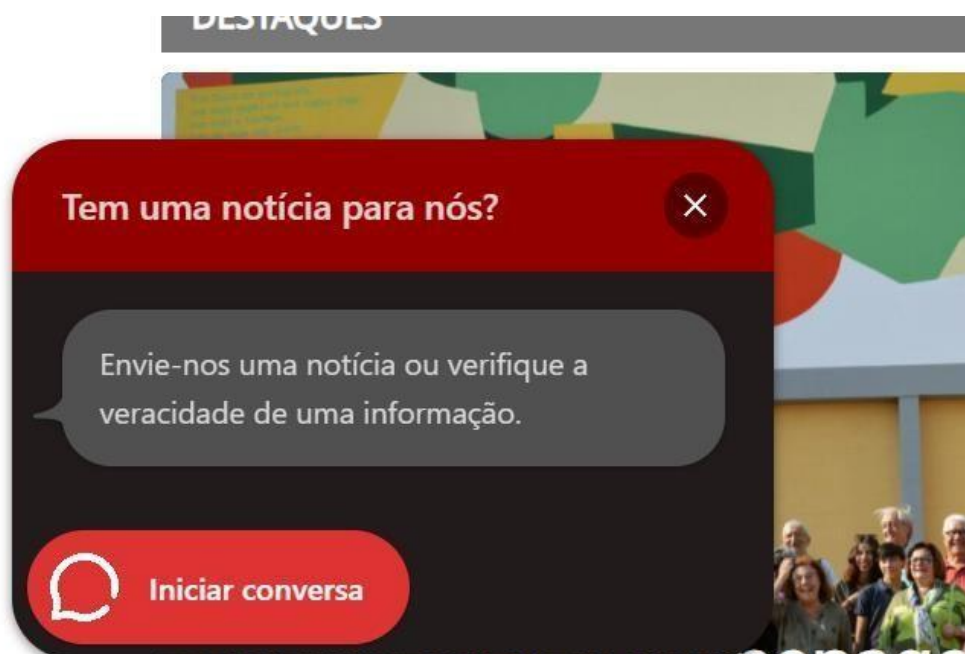 DESTAQUES
Tem uma notícia para nós?
Envie-nos uma notícia ou verifique a
veracidade de uma informação.
Iniciar conversa